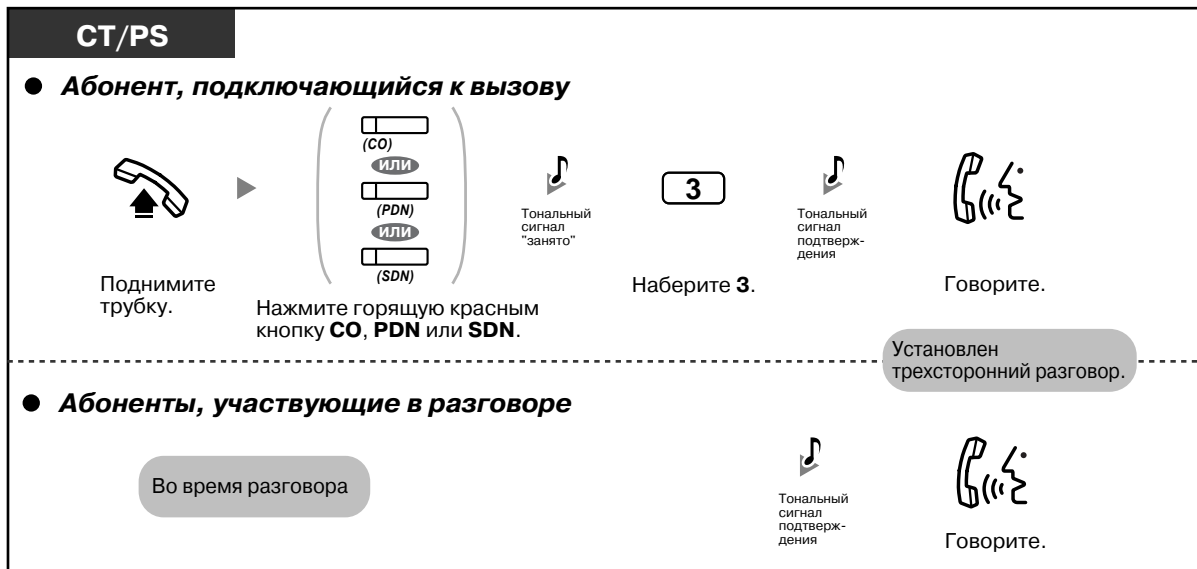 CT/PS
Абонент, подключающийся к вызову
(CO)
или
(PDN)
или
(SDN)
Тональный
сигнал
"занято"
3
Тональный
сигнал
подтверж-
дения
Поднимите
трубку.
Нажмите горящую красным
кнопку CO, PDN или SDN.
Наберите 3.
Говорите.
Установлен
трехсторонний разговор.
Абоненты, участвующие в разговоре
Во время разговора
Тональный
сигнал
подтверж-
дения
Говорите.